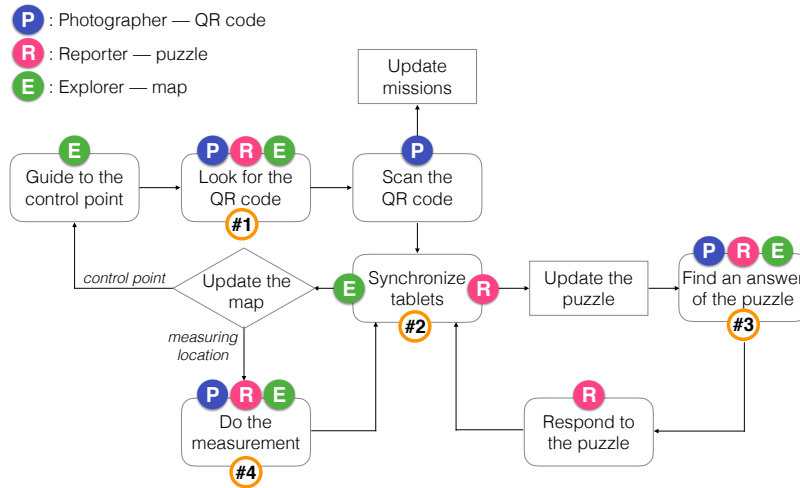 P : Photographer — QR code
R : Reporter — puzzle
E : Explorer — map
Update
missions
E
P R E
P
Guide to the
control point
Look for the
QR code
#1
Scan the
QR code
control point
Update the
map
E
Synchronize
tablets
R
#2
Update the
puzzle
P R E
Find an answer
of the puzzle
#3
measuring
location
P R E
Do the
measurement
#4
R
Respond to
the puzzle